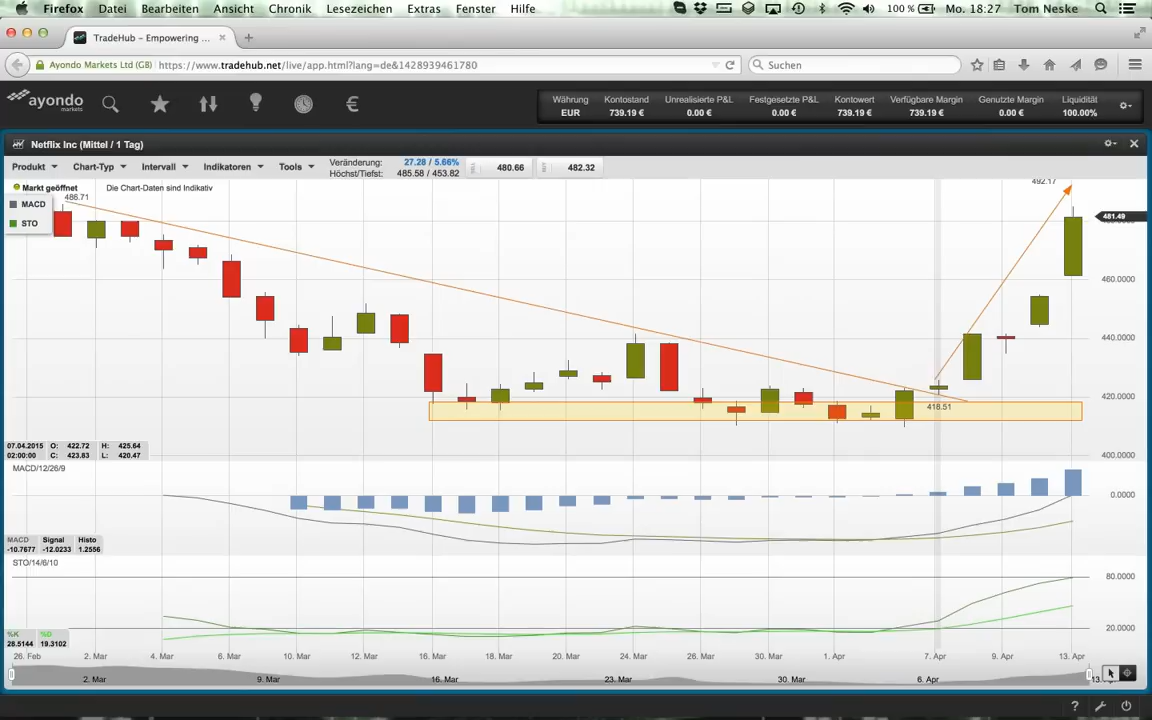 Firefox Datei Bearbeiten Ansicht Chronik Lesezeichen Extras Fenster Hilfe 100 % Mo. 18:27 Tom Neske
TradeHub – Empowering ...
Ayondo Markets Ltd (GB) https://www.tradehub.net/live/app.html?lang=de&1428939461780 Suchen
ayondo markets
Währung Kontostand Unrealisierte P&L Festgesetzte P&L Kontowert Verfügbare Margin Genutzte Margin Liquidität
EUR 739.19 € 0.00 € 0.00 € 739.19 € 739.19 € 0.00 € 100.00%
Netflix Inc (Mittel / 1 Tag)
Produkt Chart-Typ Intervall Indikatoren Tools
Veränderung: 27.28 / 5.66%
Höchst/Tiefst: 485.58 / 453.82
480.66 482.32
Markt geöffnet Die Chart-Daten sind Indikativ
492.17
486.71
MACD
STO
481.49
460.0000
440.0000
420.0000
418.51
400.0000
07.04.2015 O: 422.72 H: 425.64
02:00:00 C: 423.83 L: 420.47
MACD/12/26/9
0.0000
MACD Signal Histo
-10.7677 -12.0233 1.2556
STO/14/6/10
80.0000
20.0000
%K %D
28.5144 19.3102
26. Feb 2. Mar 4. Mar 6. Mar 10. Mar 12. Mar 16. Mar 18. Mar 20. Mar 24. Mar 26. Mar 30. Mar 1. Apr 7. Apr 9. Apr 13. Apr
2. Mar 9. Mar 16. Mar 23. Mar 30. Mar 6. Apr